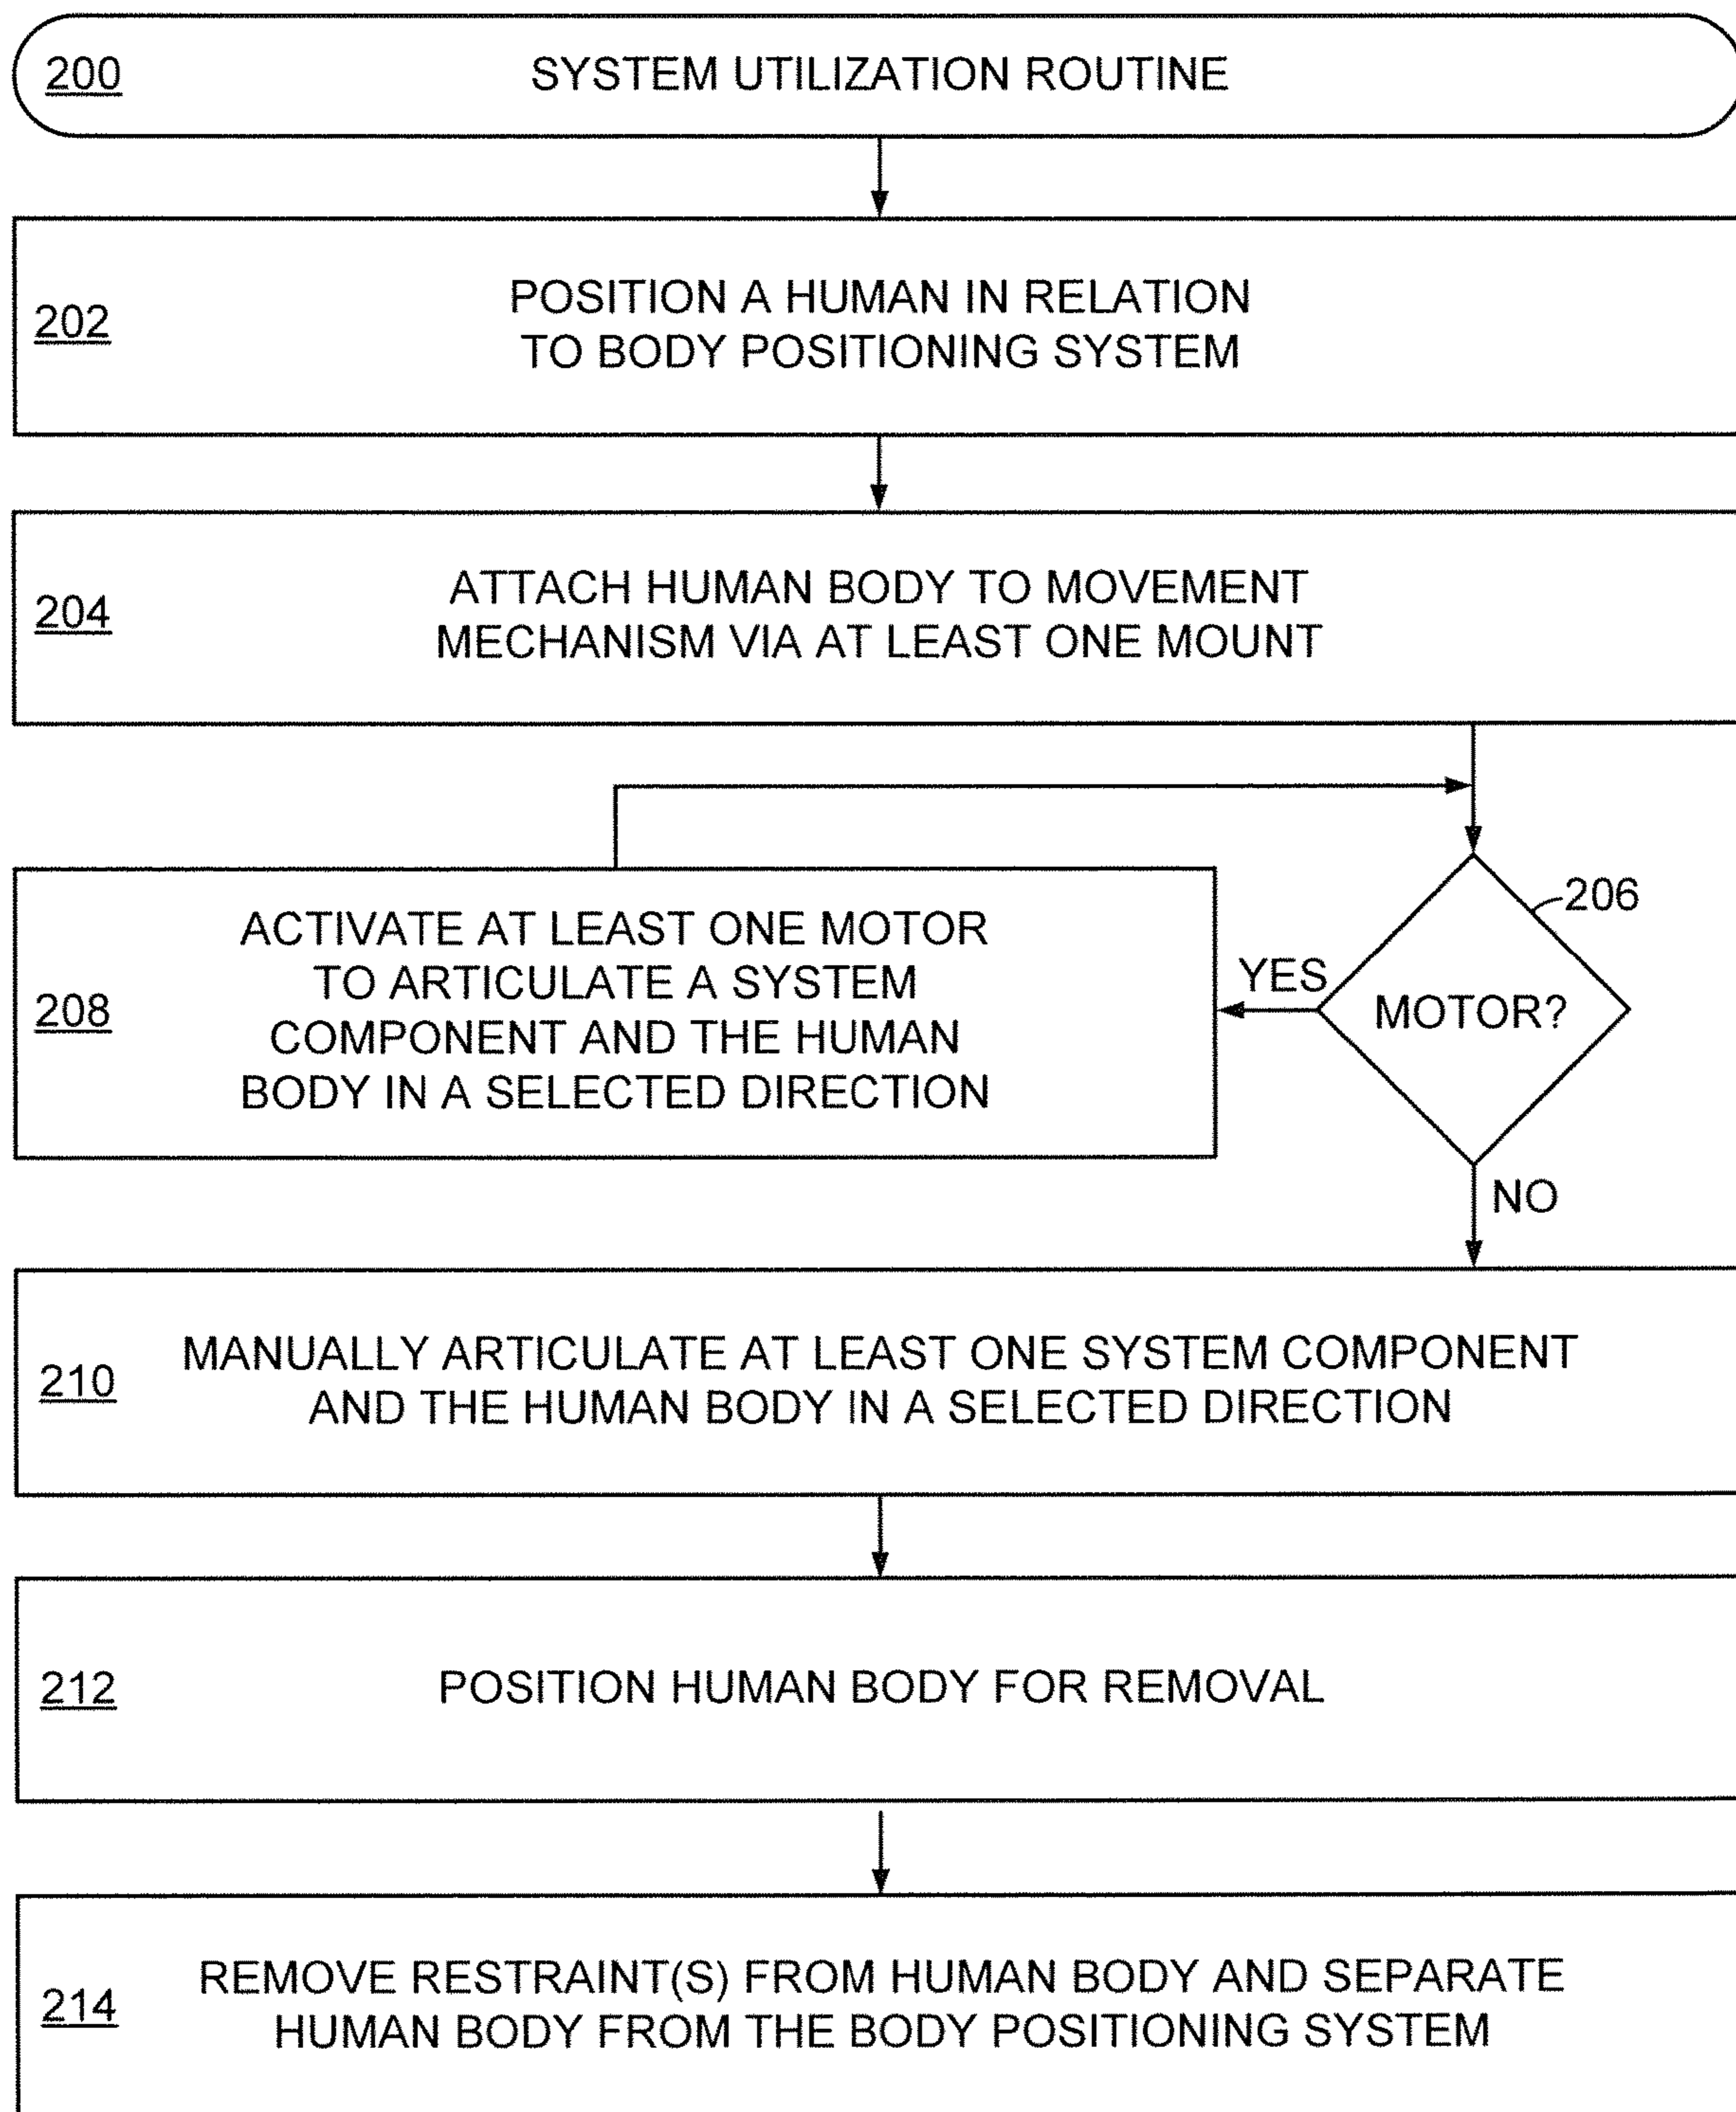 200
SYSTEM UTILIZATION ROUTINE
202
POSITION A HUMAN IN RELATION
TO BODY POSITIONING SYSTEM
204
ATTACH HUMAN BODY TO MOVEMENT
MECHANISM VIA AT LEAST ONE MOUNT
206
MOTOR?
YES
NO
208
ACTIVATE AT LEAST ONE MOTOR
TO ARTICULATE A SYSTEM
COMPONENT AND THE HUMAN
BODY IN A SELECTED DIRECTION
210
MANUALLY ARTICULATE AT LEAST ONE SYSTEM COMPONENT
AND THE HUMAN BODY IN A SELECTED DIRECTION
212
POSITION HUMAN BODY FOR REMOVAL
214
REMOVE RESTRAINT(S) FROM HUMAN BODY AND SEPARATE
HUMAN BODY FROM THE BODY POSITIONING SYSTEM